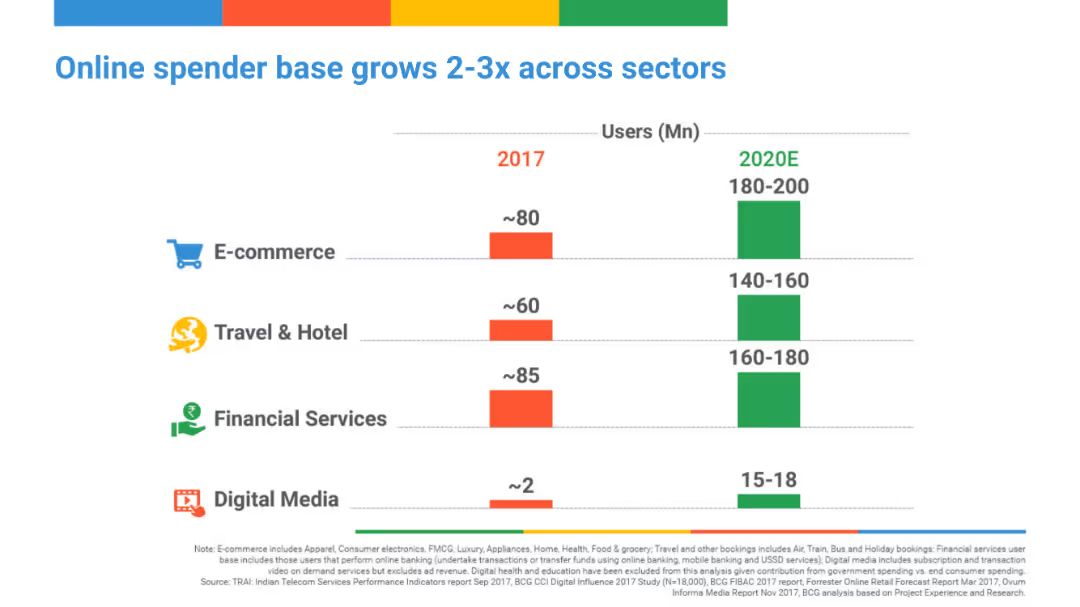 Online spender base grows 2-3x across sectors
Users (Mn)
2017
2020E
~80
180-200
E-commerce
~60
140-160
Travel & Hotel
~85
160-180
Financial Services
~2
15-18
Digital Media
Note: E-commerce includes Apparel, Consumer electronics, FMCG, Luxury, Appliances, Home, Health, Food & grocery; Travel and other bookings includes Air, Train, Bus and Holiday bookings: Financial services user
base includes those users that perform online banking (undertake transactions or transfer funds using online banking, mobile banking and USSD services); Digital media includes subscription and transaction
video on demand services but excludes ad revenue. Digital health and education have been excluded from this analysis given contribution from government spending vs. end consumer spending.
Source: TRAI: Indian Telecom Services Performance Indicators report Sep 2017, BCG CCI Digital Influence 2017 Study (N=18,000), BCG FIBAC 2017 report, Forrester Online Retail Forecast Report Mar 2017, Ovum
Informa Media Report Nov 2017, BCG analysis based on Project Experience and Research.